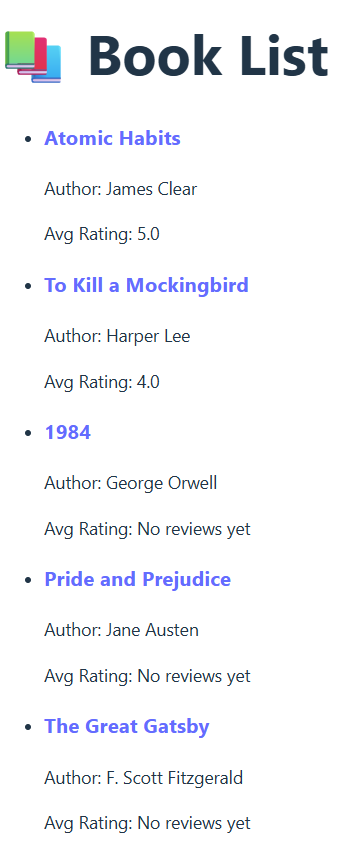 Book List
Atomic Habits
Author: James Clear
Avg Rating: 5.0
To Kill a Mockingbird
Author: Harper Lee
Avg Rating: 4.0
1984
Author: George Orwell
Avg Rating: No reviews yet
Pride and Prejudice
Author: Jane Austen
Avg Rating: No reviews yet
The Great Gatsby
Author: F. Scott Fitzgerald
Avg Rating: No reviews yet